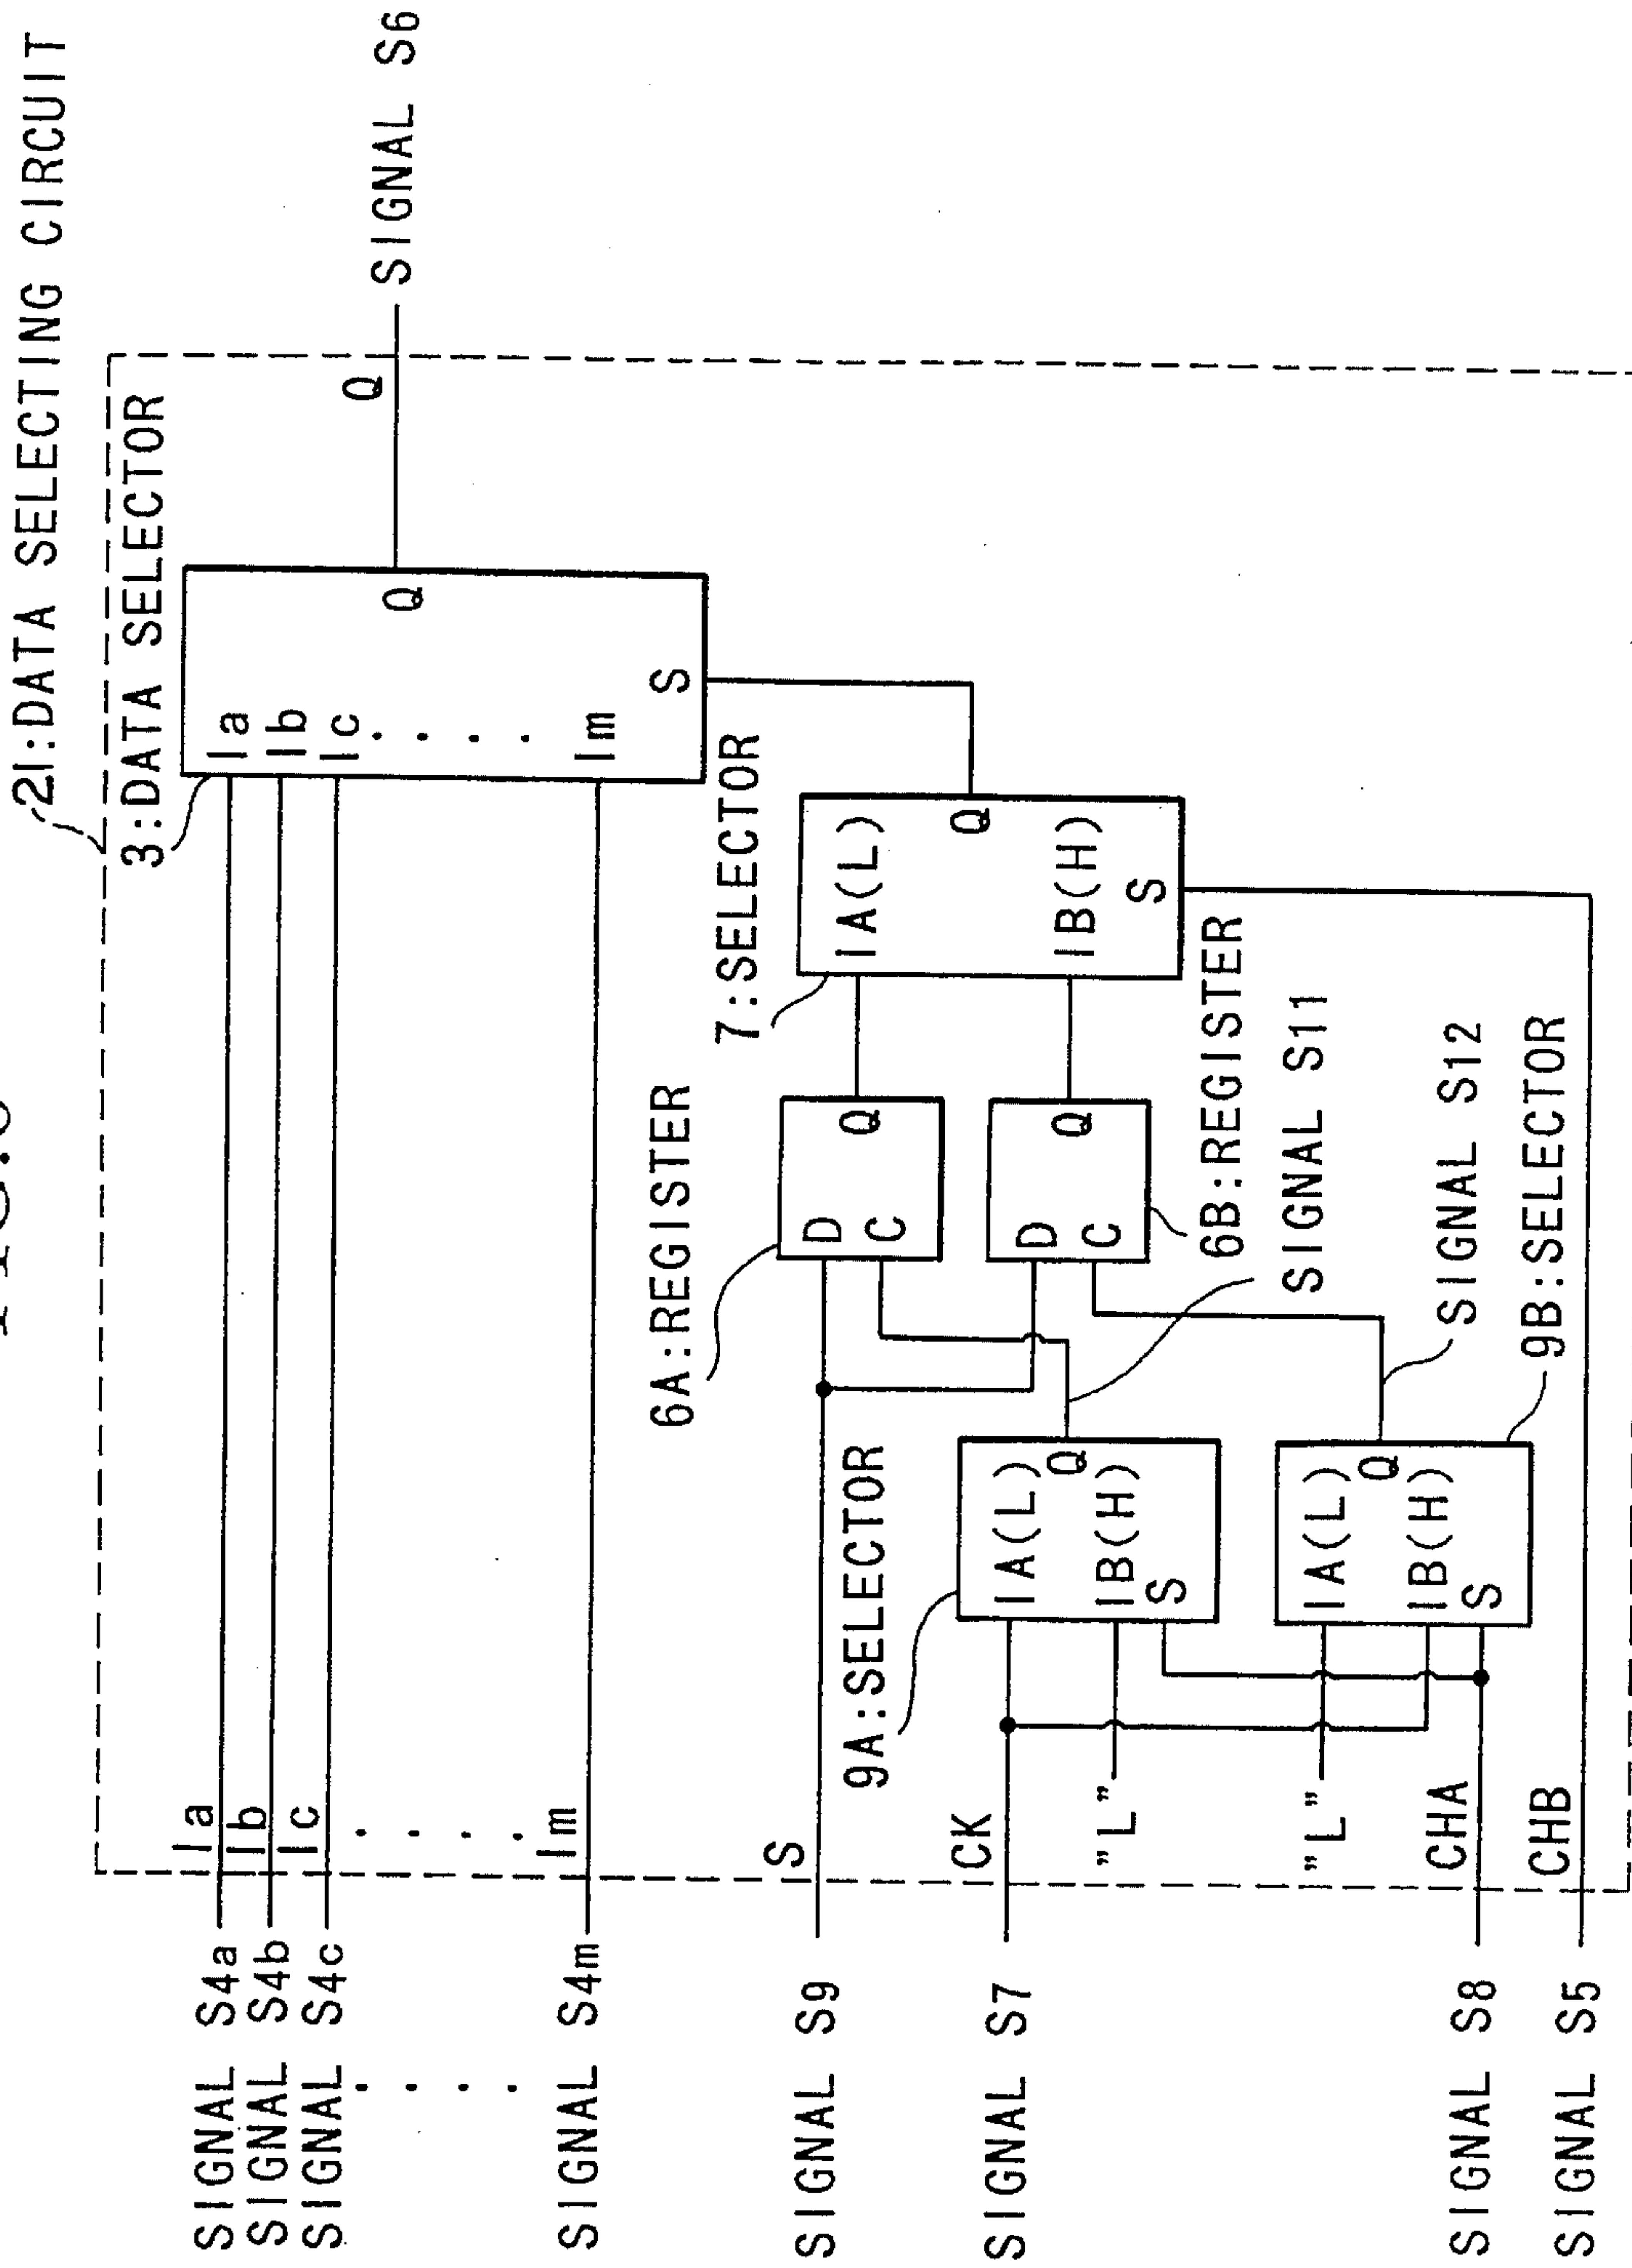 21:DATA SELECTING CIRCUIT
3:DATA SELECTOR
SIGNAL S4a
SIGNAL S4b
SIGNAL S4c
. . . .
SIGNAL S4m
Ia
Ib
Ic
. . . .
Im
Ia
Ib
Ic
. . . .
Im
Q
S
Q
SIGNAL S6
SIGNAL S9
S
6A:REGISTER
D
C
Q
7:SELECTOR
IA(L)
Q
IB(H)
S
D
C
Q
6B:REGISTER
SIGNAL S11
SIGNAL S7
CK
9A:SELECTOR
IA(L)
Q
IB(H)
S
"L"
"L"
IA(L)
Q
IB(H)
S
SIGNAL S12
9B:SELECTOR
SIGNAL S8
CHA
SIGNAL S5
CHB